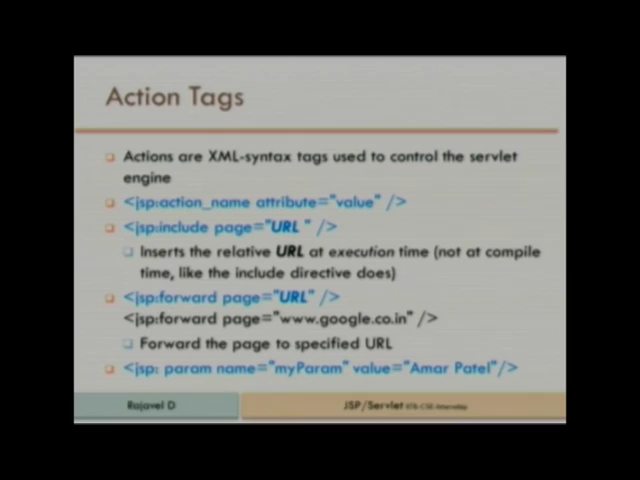 Action Tags
Actions are XML-syntax tags used to control the servlet
engine
<jsp:action_name attribute="value" />
<jsp:include page="URL " />
Inserts the relative URL at execution time (not at compile
time, like the include directive does)
<jsp:forward page="URL" />
<jsp:forward page="www.google.co.in" />
Forward the page to specified URL
<jsp: param name="myParam" value="Amar Patel"/>
Rajavel D
JSP/Servlet